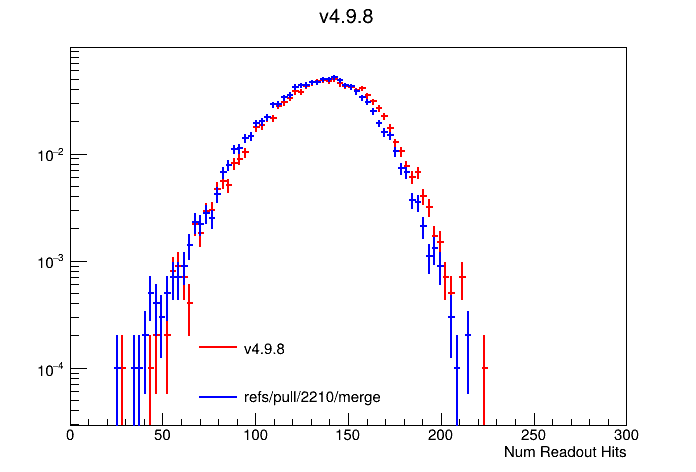 v4.9.8
10⁻²
10⁻³
10⁻⁴
v4.9.8
refs/pull/2210/merge
0 50 100 150 200 250 300
Num Readout Hits